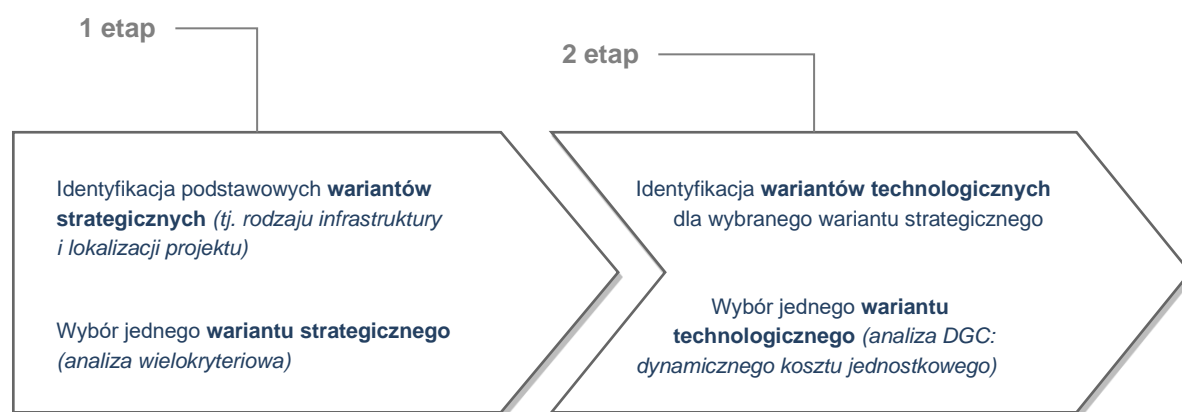 1 etap
2 etap
Identyfikacja podstawowych wariantów
strategicznych (tj. rodzaju infrastruktury
i lokalizacji projektu)
Wybór jednego wariantu strategicznego
(analiza wielokryteriowa)
Identyfikacja wariantów technologicznych
dla wybranego wariantu strategicznego
Wybór jednego wariantu
technologicznego (analiza DGC:
dynamicznego kosztu jednostkowego)